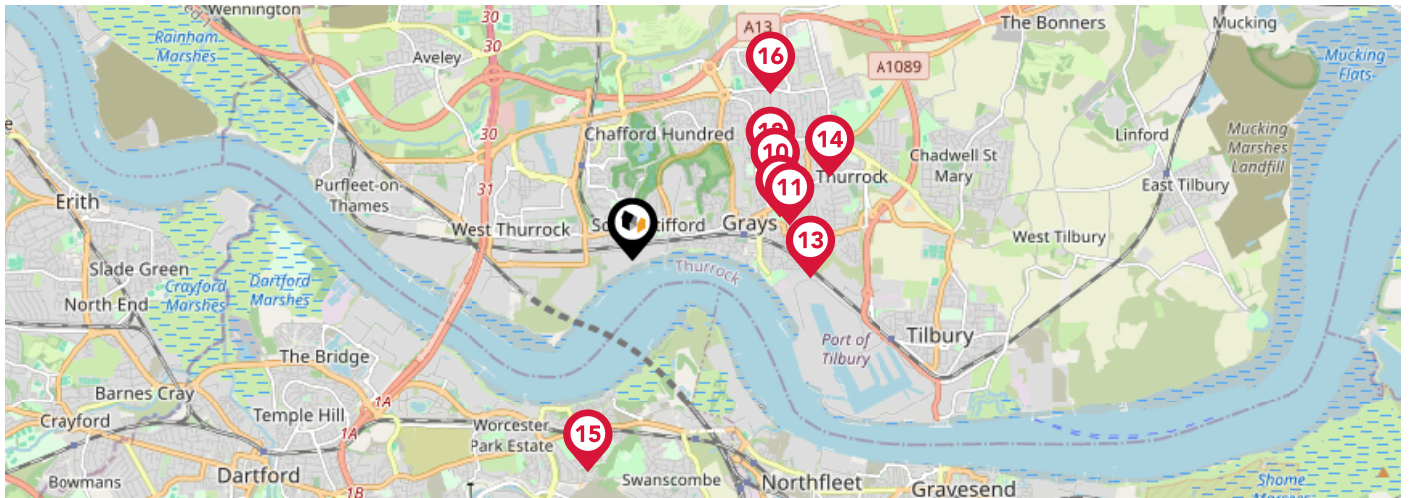 Wennington
30
A13
The Bonners
Mucking
Rainham
Marshes
Aveley
30
16
A1089
Mucking
Flats
30
Chafford Hundred
10
14
Linford
Mucking
Marshes
Landfill
Chadwell St
Mary
Thurrock
11
East Tilbury
Purfleet-on-
Thames
31
Erith
West Thurrock
Grays
13
West Tilbury
Slade Green
Thurrock
Crayford
Marshes
Dartford
Marshes
North End
Port of
Tilbury
Tilbury
The Bridge
Barnes Cray
1A
Crayford
Temple Hill
1A
Worcester
Park Estate
15
Dartford
Bowmans
1B
Swanscombe
Northfleet
Gravesend
Shorne